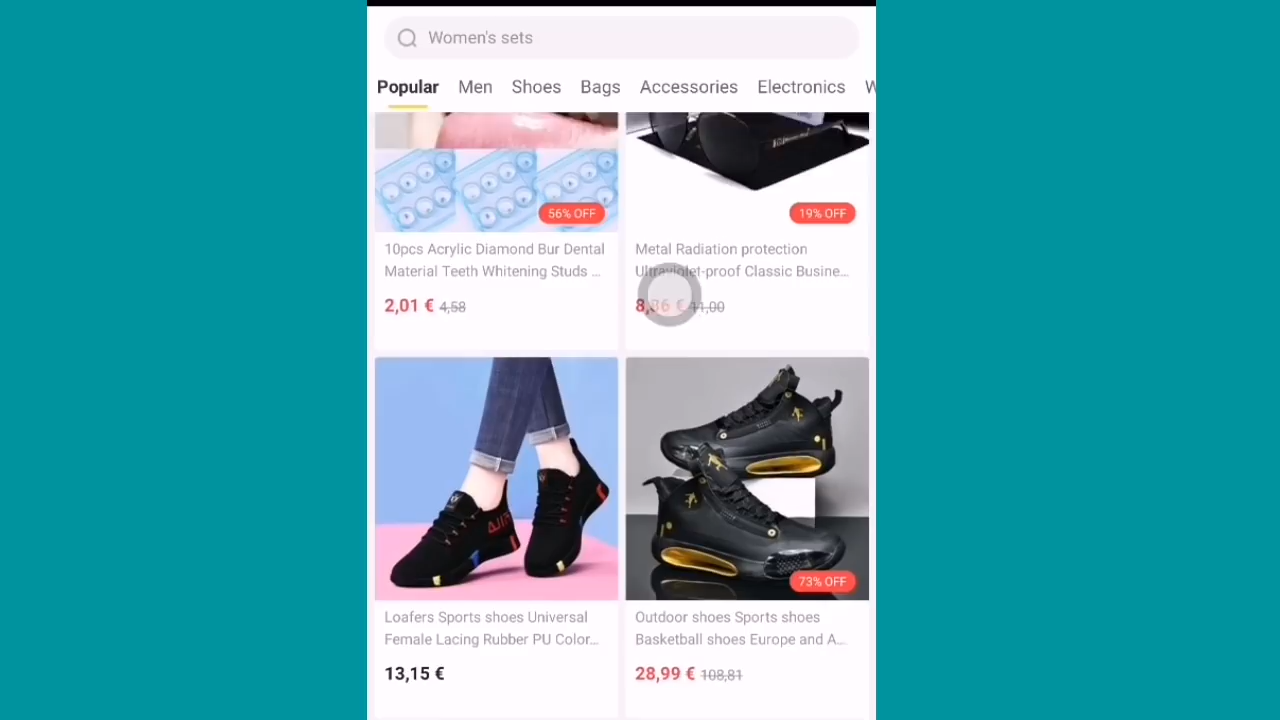 Women's sets
Popular Men Shoes Bags Accessories Electronics W
56% OFF
19% OFF
10pcs Acrylic Diamond Bur Dental
Material Teeth Whitening Studs ...
2,01 € 4,58
Metal Radiation protection
Ultraviolet-proof Classic Busine...
8,86 € 11,00
73% OFF
Loafers Sports shoes Universal
Female Lacing Rubber PU Color...
13,15 €
Outdoor shoes Sports shoes
Basketball shoes Europe and A...
28,99 € 108,81